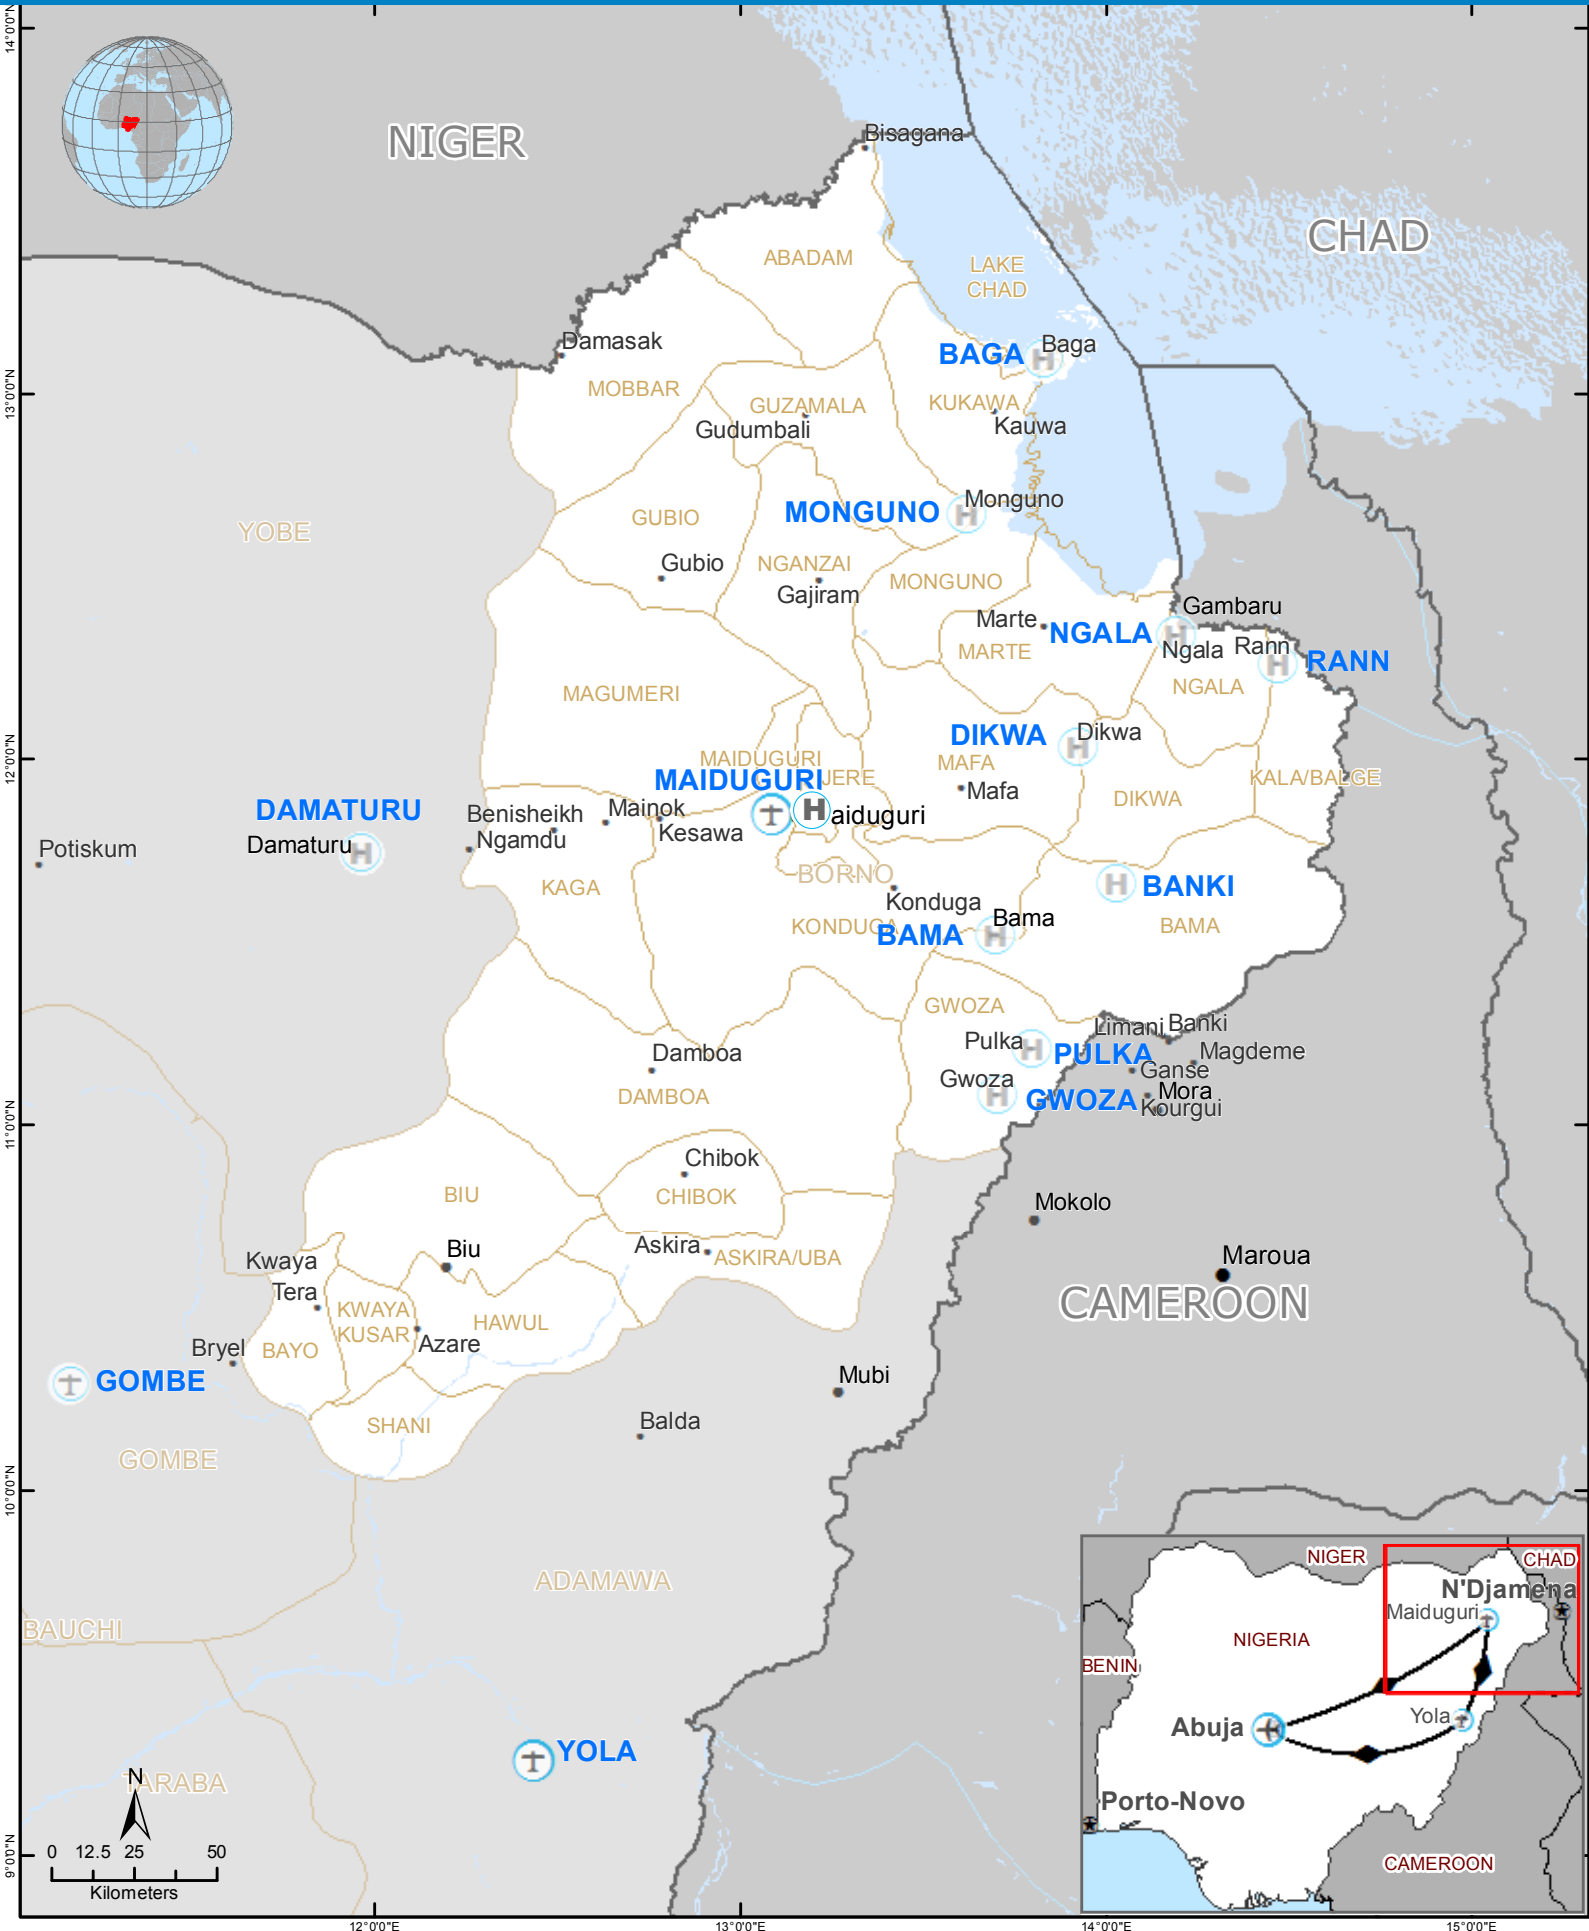 14°0'0"N
NIGER
Bisagana
CHAD
ABADAM
LAKE
CHAD
Damasak
BAGA
Baga
MOBBAR
13°0'0"N
GUZAMALA
KUKAWA
Gudumbali
Kauwa
MONGUNO
Monguno
GUBIO
YOBE
Gubio
NGANZAI
MONGUNO
Gajiram
Gambaru
Marte
NGALA
H
Ngala
Rann
H
RANN
MARTE
NGALA
MAGUMERI
DIKWA
H
Dikwa
12°0'0"N
MAIDUGURI
MAFA
MAIDUGURI
JERE
KALA/BALGE
Mafa
DIKWA
DAMATURU
Benisheikh
Mainok
H
aiduguri
Kesawa
Ngamdu
Damaturu
H
Potiskum
BORNO
KAGA
H
BANKI
Konduga
Bama
KONDUGA
BAMA
H
BAMA
GWOZA
Limani
Banki
Pulka
H
PULKA
Magdeme
Damboa
Ganse
Gwoza
H
GWOZA
Mora
Kourgui
DAMBOA
11°0'0"N
Chibok
BIU
CHIBOK
Mokolo
Askira
ASKIRA/UBA
Biu
Kwaya
Tera
Maroua
CAMEROON
KWAYA
KUSAR
HAWUL
Azare
Bryel
BAYO
GOMBE
Mubi
SHANI
Balda
GOMBE
10°0'0"N
ADAMAWA
BAUCHI
NIGER
CHAD
N'Djamena
Maiduguri
NIGERIA
BENIN
Yola
Abuja
YOLA
N
TARABA
Porto-Novo
0 12.5 25 50
Kilometers
CAMEROON
9°0'0"N
12°0'0"E
13°0'0"E
14°0'0"E
15°0'0"E